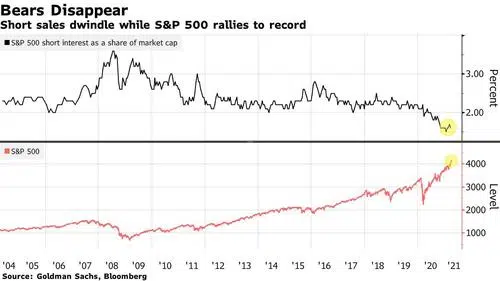 Bears Disappear
Short sales dwindle while S&P 500 rallies to record
S&P 500 short interest as a share of market cap
3.00
2.00
Percent
S&P 500
4000
3000
2000
1000
Level
'04 '05 '06 '07 '08 '09 '10 '11 '12 '13 '14 '15 '16 '17 '18 '19 '20 '21
Source: Goldman Sachs, Bloomberg